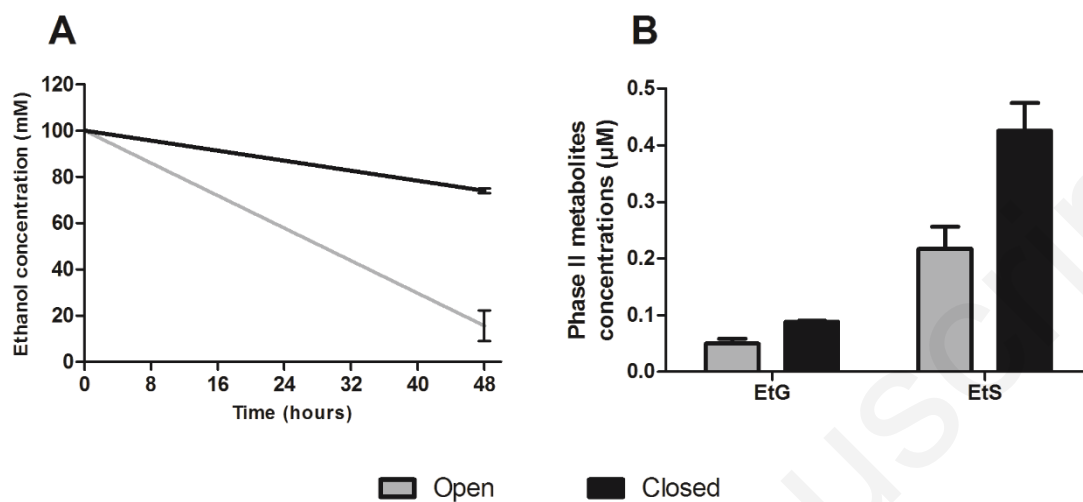 A
Ethanol concentration (mM)
120
100
80
60
40
20
0
0 8 16 24 32 40 48
Time (hours)
B
Phase II metabolites
concentrations (µM)
0.5
0.4
0.3
0.2
0.1
0.0
EtG EtS
Open Closed